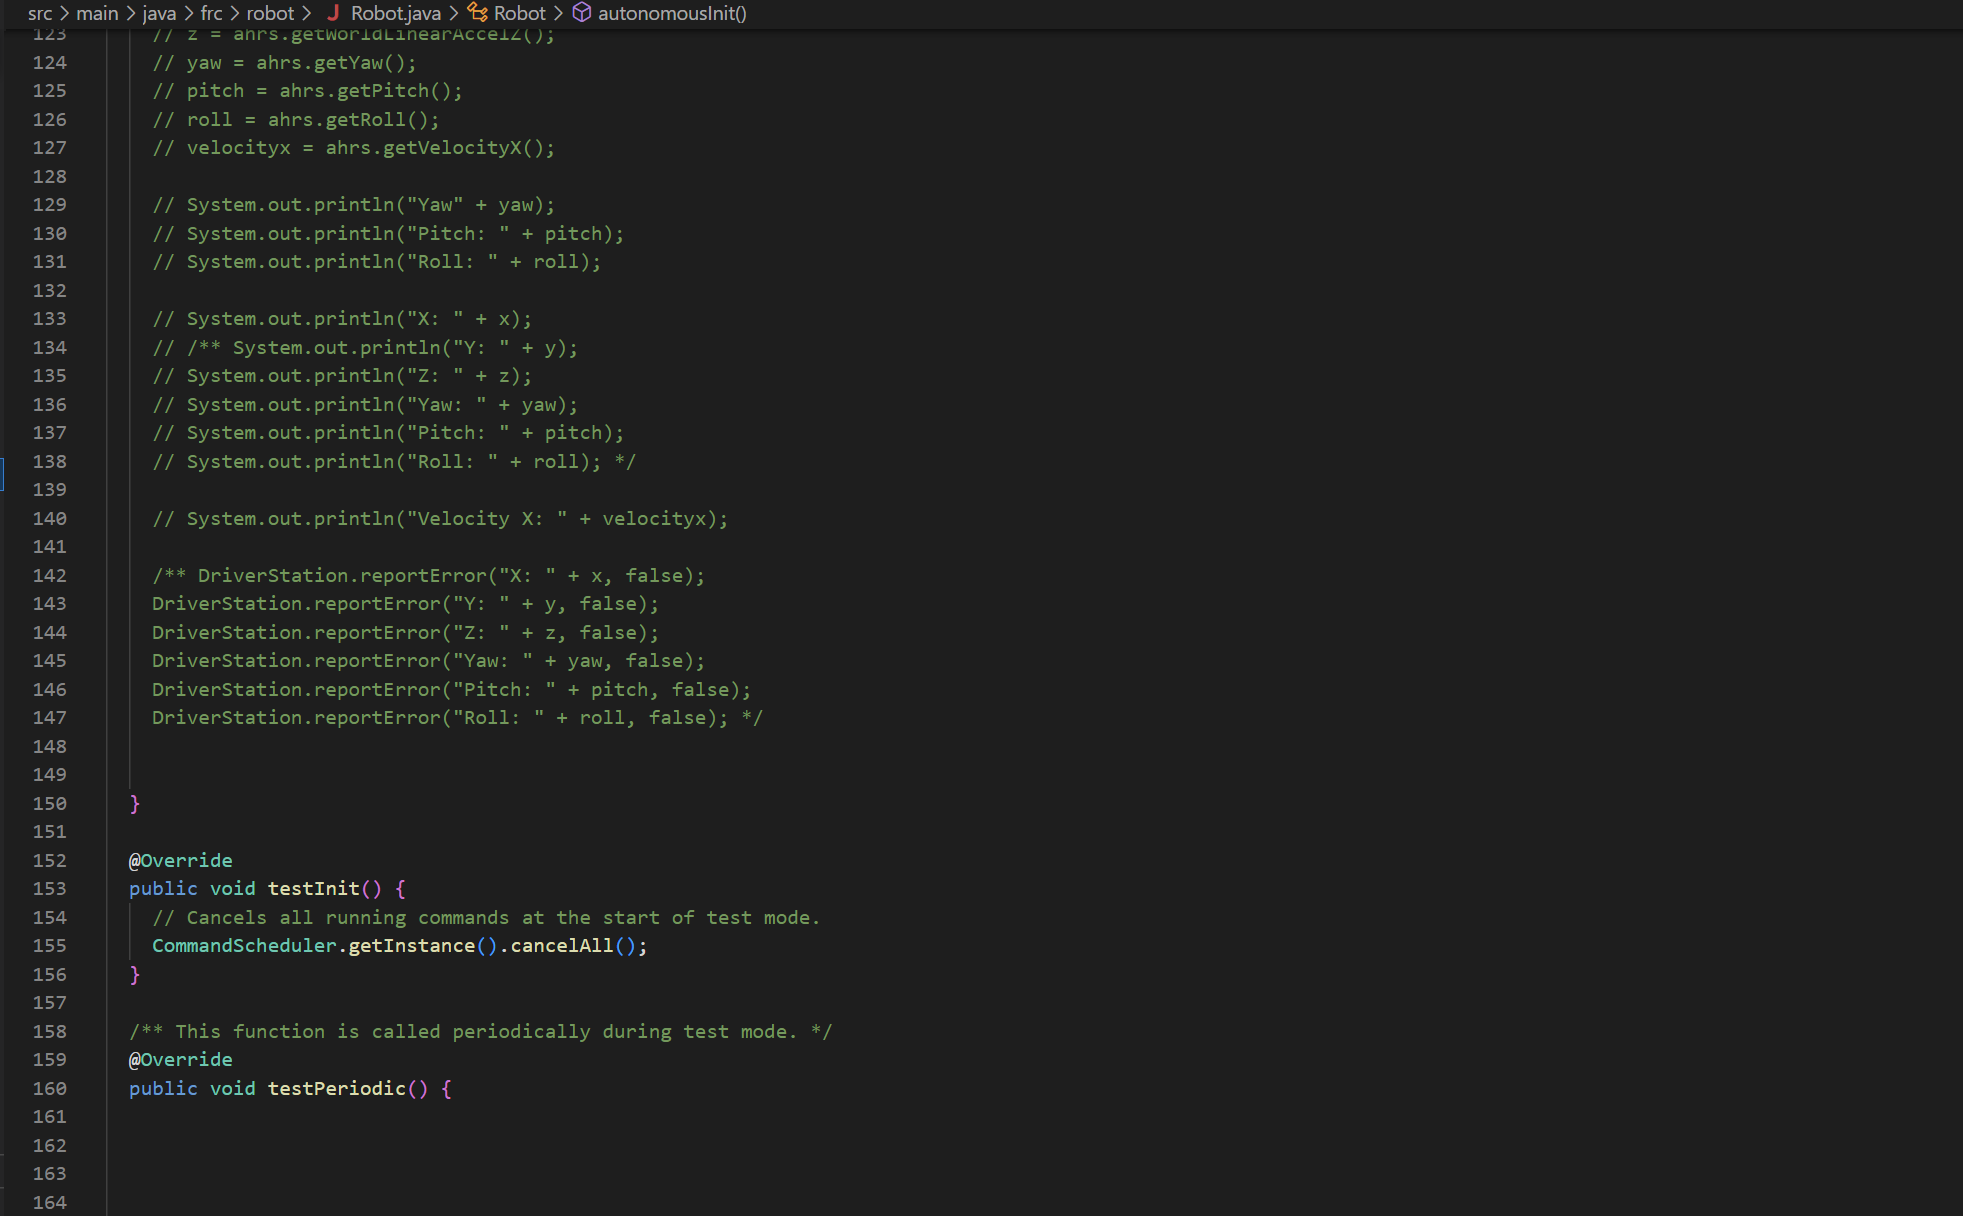 src > main > java > frc > robot > J Robot.java > Robot > autonomousInit()
123 // z = ahrs.getWorldLinearAccelZ();
124 // yaw = ahrs.getYaw();
125 // pitch = ahrs.getPitch();
126 // roll = ahrs.getRoll();
127 // velocityx = ahrs.getVelocityX();
128
129 // System.out.println("Yaw" + yaw);
130 // System.out.println("Pitch: " + pitch);
131 // System.out.println("Roll: " + roll);
132
133 // System.out.println("X: " + x);
134 // /** System.out.println("Y: " + y);
135 // System.out.println("Z: " + z);
136 // System.out.println("Yaw: " + yaw);
137 // System.out.println("Pitch: " + pitch);
138 // System.out.println("Roll: " + roll); */
139
140 // System.out.println("Velocity X: " + velocityx);
141
142 /** DriverStation.reportError("X: " + x, false);
143 DriverStation.reportError("Y: " + y, false);
144 DriverStation.reportError("Z: " + z, false);
145 DriverStation.reportError("Yaw: " + yaw, false);
146 DriverStation.reportError("Pitch: " + pitch, false);
147 DriverStation.reportError("Roll: " + roll, false); */
148
149
150 }
151
152 @Override
153 public void testInit() {
154 // Cancels all running commands at the start of test mode.
155 CommandScheduler.getInstance().cancelAll();
156 }
157
158 /** This function is called periodically during test mode. */
159 @Override
160 public void testPeriodic() {
161
162
163
164